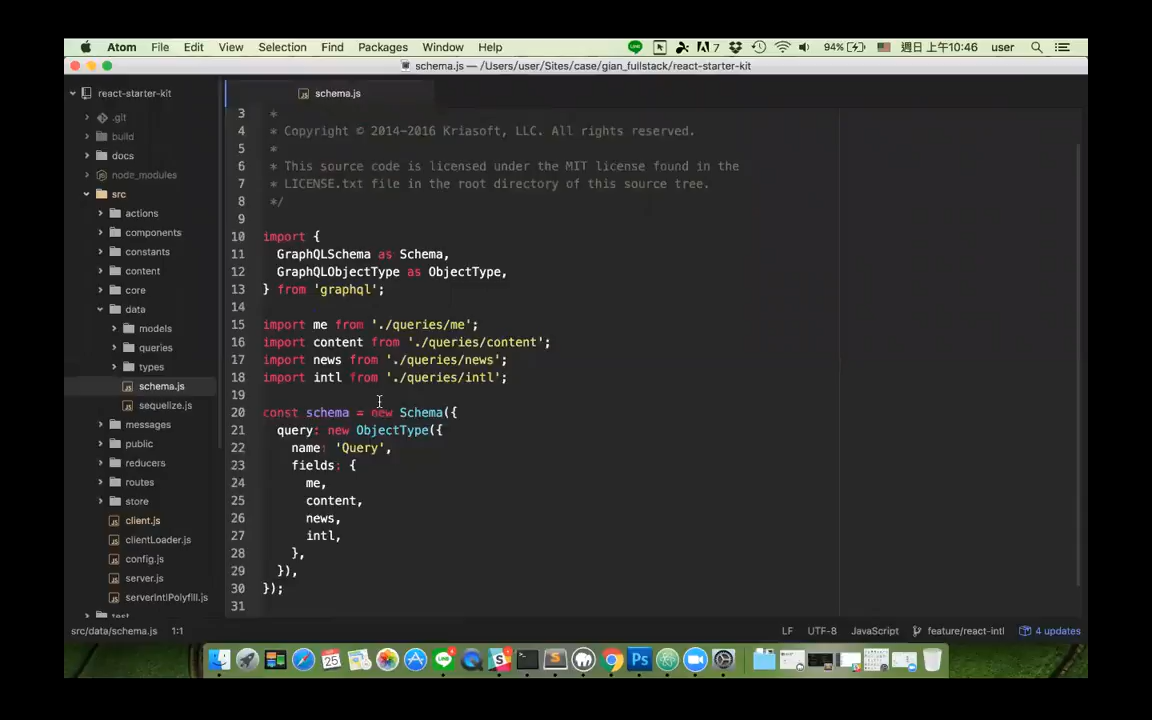 Atom File Edit View Selection Find Packages Window Help 7 94% 週日 上午10:46 user
schema.js — /Users/user/Sites/case/gian_fullstack/react-starter-kit
react-starter-kit
.git
build
docs
node_modules
src
actions
components
constants
content
core
data
models
queries
types
schema.js
sequelize.js
messages
public
reducers
routes
store
client.js
clientLoader.js
config.js
server.js
serverIntlPolyfill.js
test
schema.js
3 *
4 * Copyright © 2014-2016 Kriasoft, LLC. All rights reserved.
5 *
6 * This source code is licensed under the MIT license found in the
7 * LICENSE.txt file in the root directory of this source tree.
8 */
9
10 import {
11 GraphQLSchema as Schema,
12 GraphQLObjectType as ObjectType,
13 } from 'graphql';
14
15 import me from './queries/me';
16 import content from './queries/content';
17 import news from './queries/news';
18 import intl from './queries/intl';
19
20 const schema = new Schema({
21 query: new ObjectType({
22 name: 'Query',
23 fields: {
24 me,
25 content,
26 news,
27 intl,
28 },
29 }),
30 });
31
src/data/schema.js 1:1 LF UTF-8 JavaScript feature/react-intl 4 updates